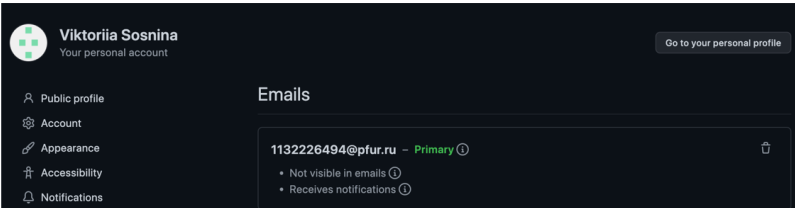 Viktoriia Sosnina
Your personal account
Go to your personal profile
Public profile
Account
Appearance
Accessibility
Notifications
Emails
1132226494@pfur.ru – Primary
• Not visible in emails
• Receives notifications